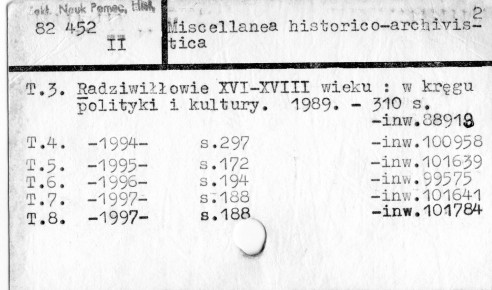 Zakł. Nauk Pomoc. Hist.
2
82 452 Miscellanea historico-archivis-
II tica
T.3. Radziwiłłowie XVI-XVIII wieku : w kręgu
polityki i kultury. 1989. - 310 s.
-inw.88918
T.4. -1994- s.297 -inw.100958
T.5. -1995- s.172 -inw.101639
T.6. -1996- s.194 -inw.99575
T.7. -1997- s.188 -inw.101641
T.8. -1997- s.188 -inw.101784